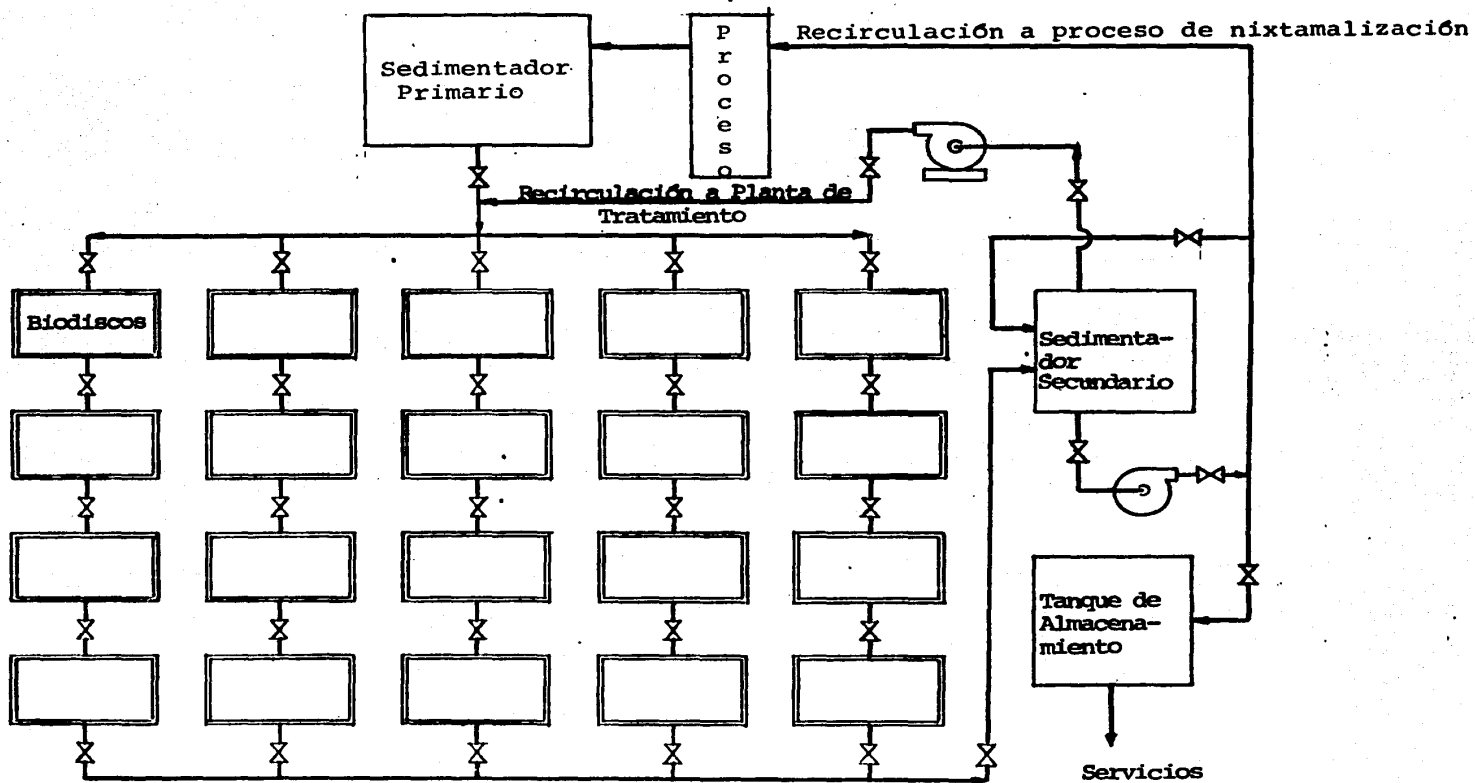 Recirculación a proceso de nixtamalización
Proceso
Sedimentador
Primario
Recirculación a Planta de
Tratamiento
Biodiscos
Sedimenta-
dor
Secundario
Tanque de
Almacena-
miento
Servicios